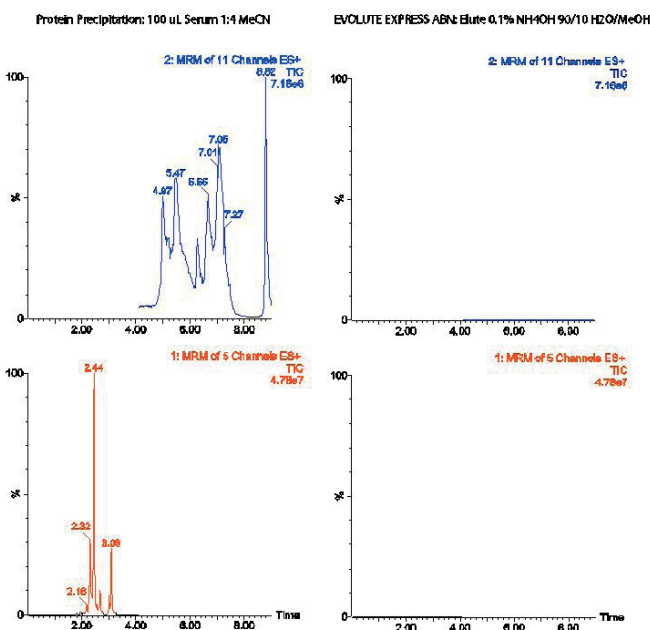 Protein Precipitation: 100 uL Serum 1:4 MeCN
2: MRM of 11 Channels ES+
TIC
7.16e6
8.82
7.05
7.01
5.47
6.66
4.97
7.27
100
%
0
2.00 4.00 6.00 8.00
EVOLUTE EXPRESS ABN: Elute 0.1% NH4OH 90/10 H2O/MeOH
2: MRM of 11 Channels ES+
TIC
7.16e6
100
%
0
2.00 4.00 6.00 8.00
1: MRM of 5 Channels ES+
TIC
4.78e7
2.44
2.32
3.09
2.16
100
%
0
2.00 4.00 6.00 8.00
Time
1: MRM of 5 Channels ES+
TIC
4.78e7
100
%
0
2.00 4.00 6.00 8.00
Time